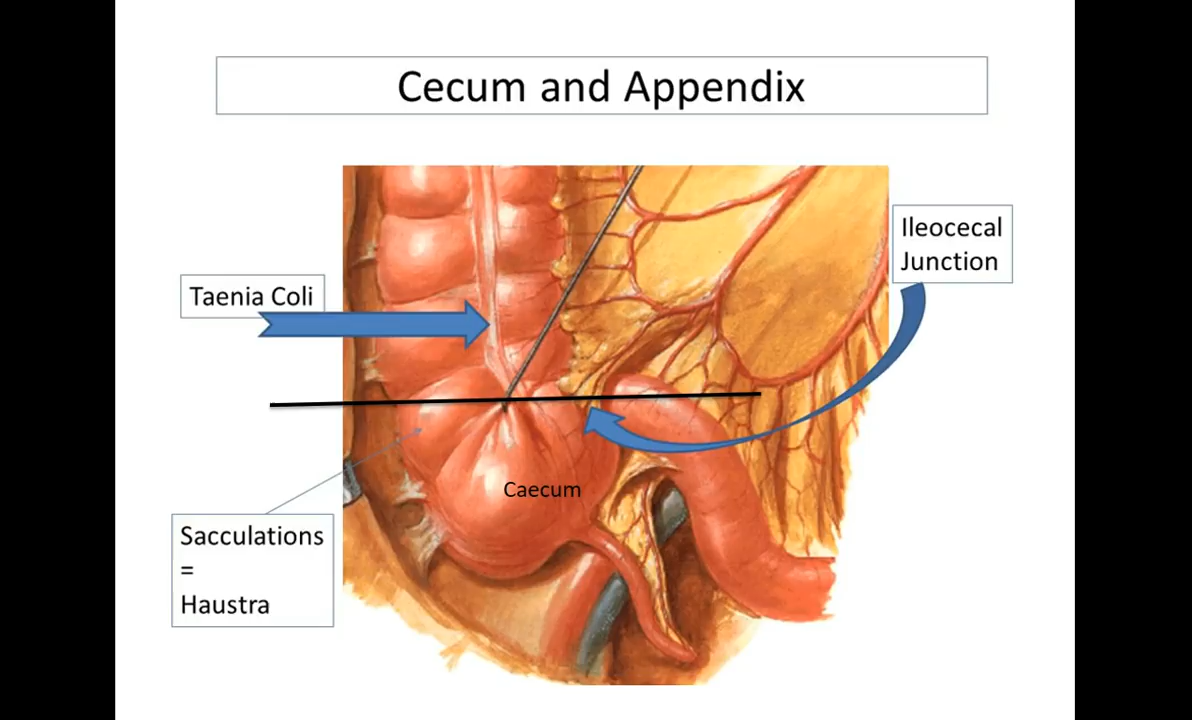 Cecum and Appendix
Ileocecal
Junction
Taenia Coli
Caecum
Sacculations
=
Haustra